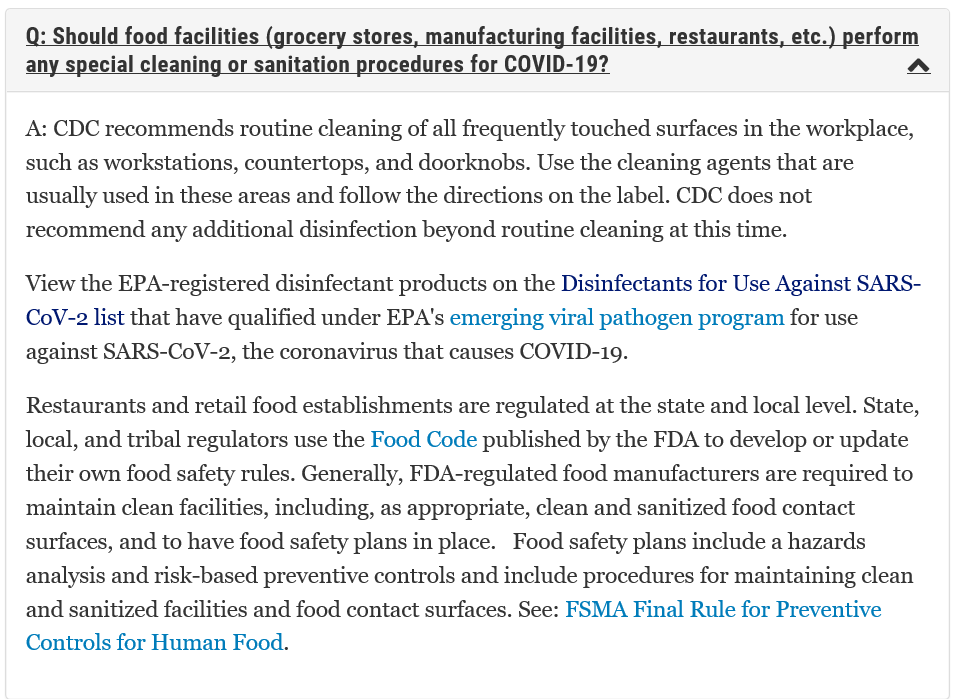 Q: Should food facilities (grocery stores, manufacturing facilities, restaurants, etc.) perform
any special cleaning or sanitation procedures for COVID-19?
A: CDC recommends routine cleaning of all frequently touched surfaces in the workplace,
such as workstations, countertops, and doorknobs. Use the cleaning agents that are
usually used in these areas and follow the directions on the label. CDC does not
recommend any additional disinfection beyond routine cleaning at this time.
View the EPA-registered disinfectant products on the Disinfectants for Use Against SARS-
CoV-2 list that have qualified under EPA's emerging viral pathogen program for use
against SARS-CoV-2, the coronavirus that causes COVID-19.
Restaurants and retail food establishments are regulated at the state and local level. State,
local, and tribal regulators use the Food Code published by the FDA to develop or update
their own food safety rules. Generally, FDA-regulated food manufacturers are required to
maintain clean facilities, including, as appropriate, clean and sanitized food contact
surfaces, and to have food safety plans in place.   Food safety plans include a hazards
analysis and risk-based preventive controls and include procedures for maintaining clean
and sanitized facilities and food contact surfaces. See: FSMA Final Rule for Preventive
Controls for Human Food.